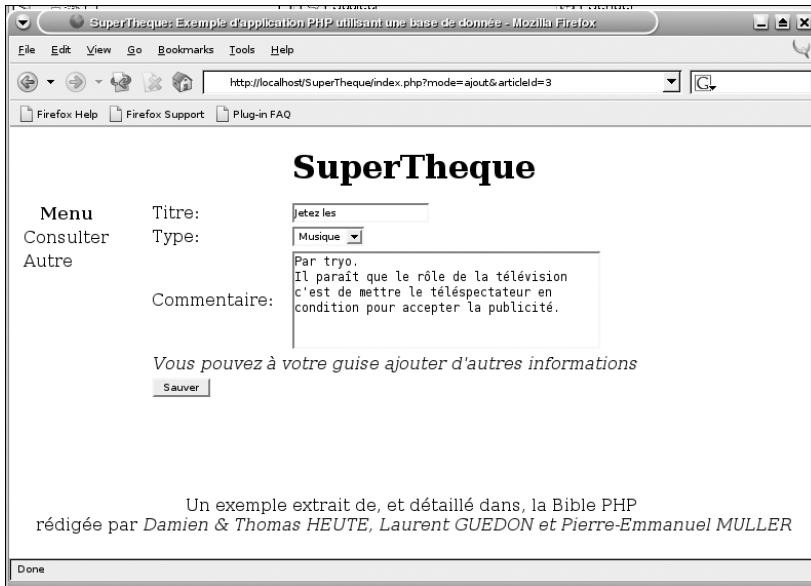 SuperTheque: Exemple d'application PHP utilisant une base de donnée - Mozilla Firefox
File Edit View Go Bookmarks Tools Help
http://localhost/SuperTheque/index.php?mode=ajout&articleId=3
G
Firefox Help Firefox Support Plug-in FAQ
SuperTheque
Menu
Consulter
Autre
Titre: Jetez les
Type: Musique
Commentaire:
Par tryo.
Il paraît que le rôle de la télévision
c'est de mettre le téléspectateur en
condition pour accepter la publicité.
Vous pouvez à votre guise ajouter d'autres informations
Sauver
Un exemple extrait de, et détaillé dans, la Bible PHP
rédigée par Damien & Thomas HEUTE, Laurent GUEDON et Pierre-Emmanuel MULLER
Done